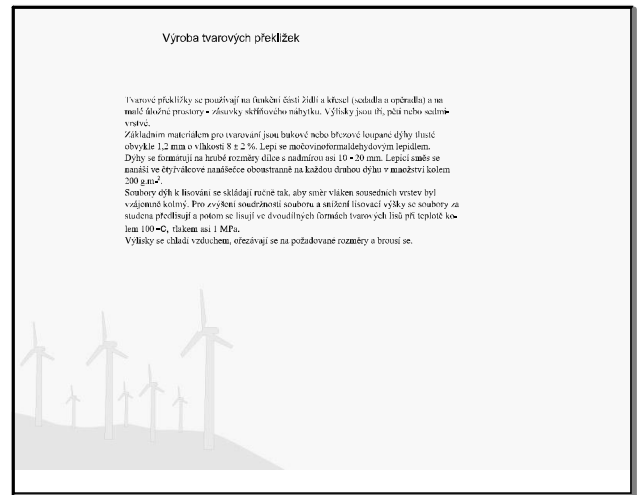 Výroba tvarových překližek
Tvarové překližky se používají na funkční části židlí a křesel (sedadla a opěradla) a na
malé úložné prostory - zásuvky skříňového nábytku. Výlisky jsou tří, pěti nebo sedmi-
vrstvé.
Základním materiálem pro tvarování jsou bukové nebo březové loupané dýhy tlusté
obvykle 1,2 mm o vlhkosti 8 ± 2 %. Lepí se močovinoformaldehydovým lepidlem.
Dýhy se formátují na hrubé rozměry dílce s nadmírou asi 10 - 20 mm. Lepicí směs se
nanáší ve čtyřválcové nanášečce oboustranně na každou druhou dýhu v množství kolem
200 g.m-².
Soubory dýh k lisování se skládají ručně tak, aby směr vláken sousedních vrstev byl
vzájemně kolmý. Pro zvýšení soudržnosti souboru a snížení lisovací výšky se soubory za
studena předlisují a potom se lisují ve dvoudílných formách tvarových lisů při teplotě ko-
lem 100 °C, tlakem asi 1 MPa.
Výlisky se chladí vzduchem, ořezávají se na požadované rozměry a brousí se.